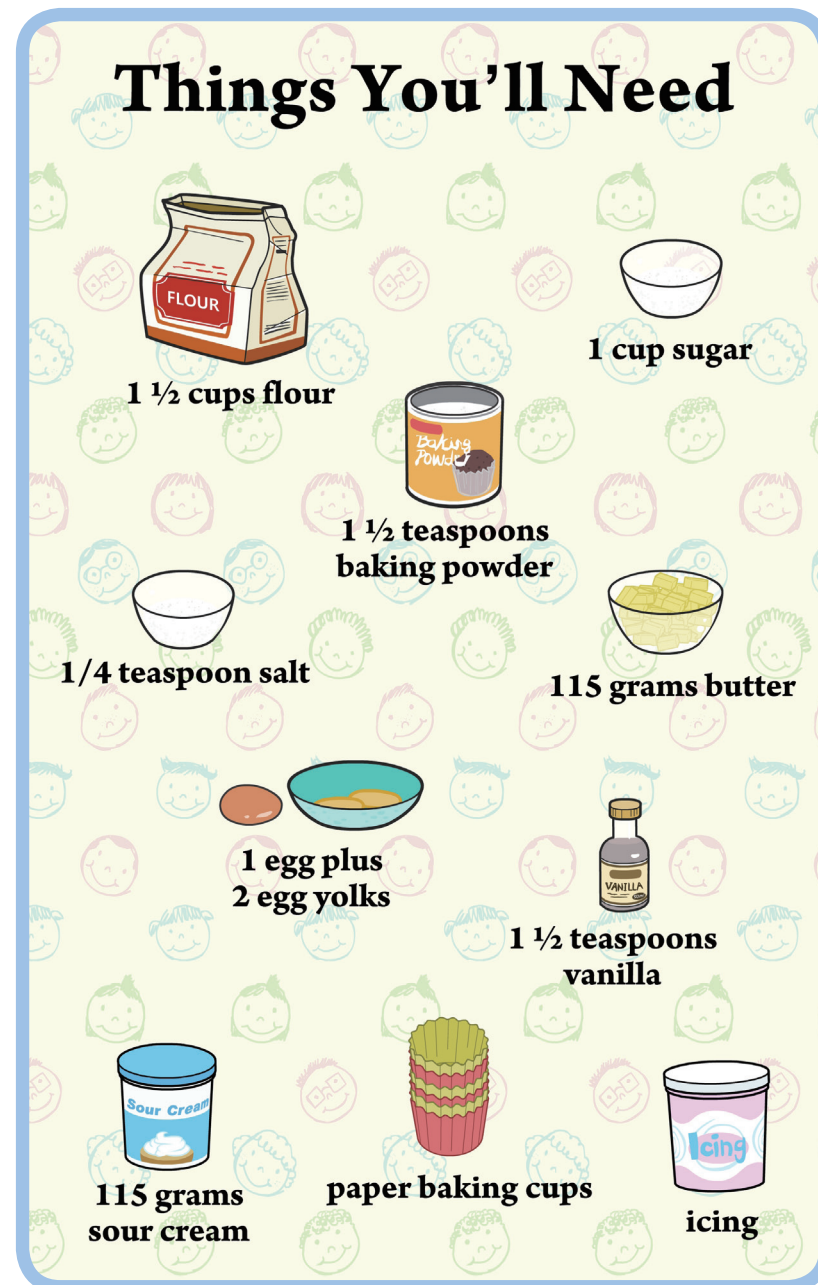 Things You’ll Need
FLOUR
1 ½ cups flour
1 cup sugar
Baking
Powder
1 ½ teaspoons
baking powder
1/4 teaspoon salt
115 grams butter
1 egg plus
2 egg yolks
VANILLA
1 ½ teaspoons
vanilla
Sour Cream
115 grams
sour cream
paper baking cups
Icing
icing